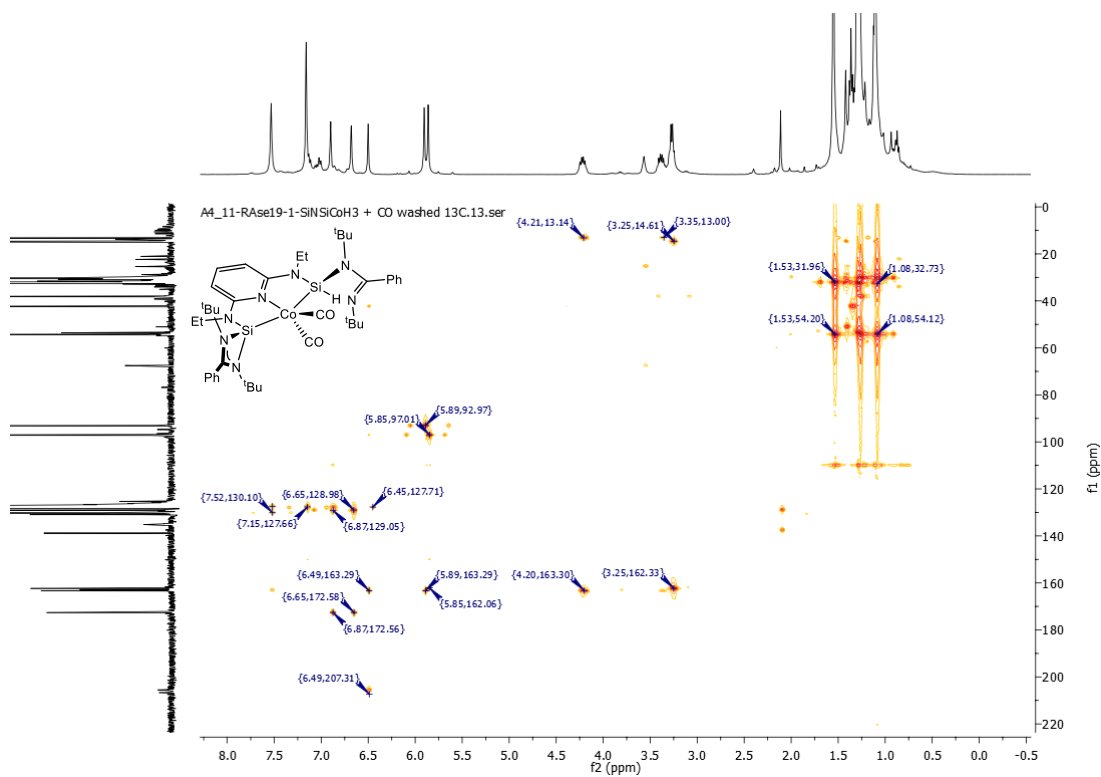 A4_11-RAse19-1-SiNSiCoH3 + CO washed 13C.13.ser
{4.21,13.14}
{3.25,14.61}
{3.35,13.00}
{1.53,31.96}
{1.08,32.73}
{1.53,54.20}
{1.08,54.12}
tBu
Et
N
N
Ph
Si
H
N
tBu
N
tBu
Et
N
Co
CO
CO
Si
N
N
Ph
tBu
{5.89,92.97}
{5.85,97.01}
{7.52,130.10}
{6.65,128.98}
{6.45,127.71}
{7.15,127.66}
{6.87,129.05}
{6.49,163.29}
{5.89,163.29}
{4.20,163.30}
{3.25,162.33}
{6.65,172.58}
{5.85,162.06}
{6.87,172.56}
{6.49,207.31}
0
20
40
60
80
100
120
140
160
180
200
220
f1 (ppm)
8.0 7.5 7.0 6.5 6.0 5.5 5.0 4.5 4.0 3.5 3.0 2.5 2.0 1.5 1.0 0.5 0.0 -0.5
f2 (ppm)